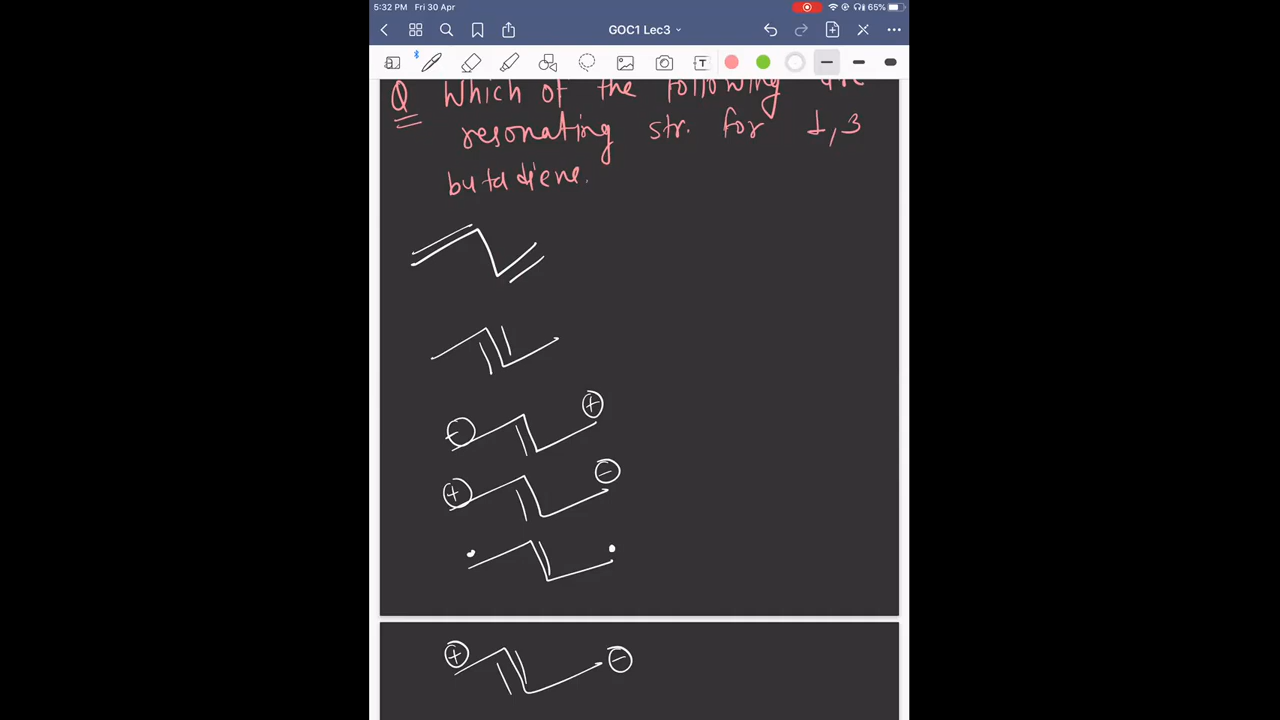 5:32 PM Fri 30 Apr
65%
GOC1 Lec3
T
Q Which of the following are
resonating str. for 1,3
butadiene.
+
−
+
−
+
−